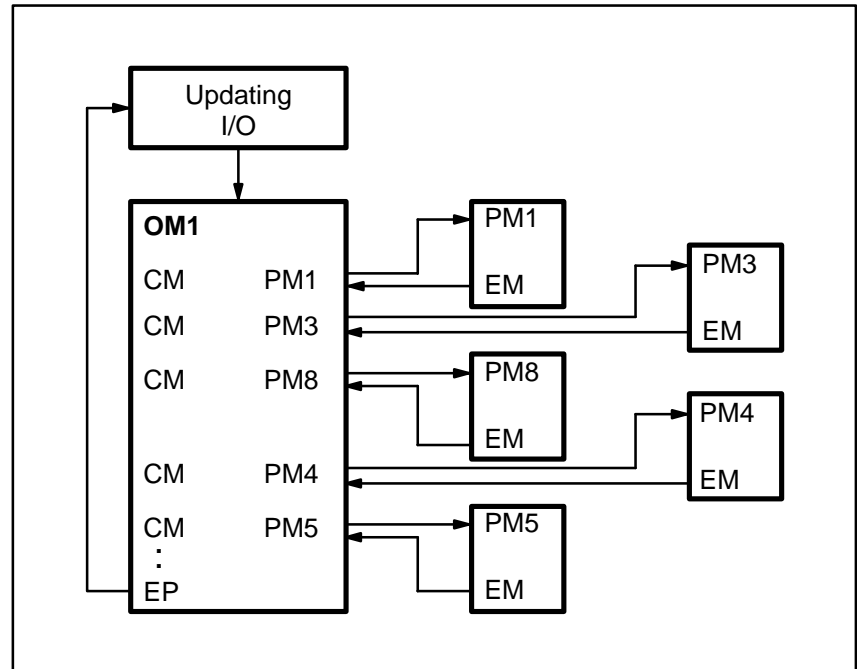 Updating
I/O
OM1
CM PM1
CM PM3
CM PM8
CM PM4
CM PM5
:
EP
PM1
EM
PM3
EM
PM8
EM
PM4
EM
PM5
EM